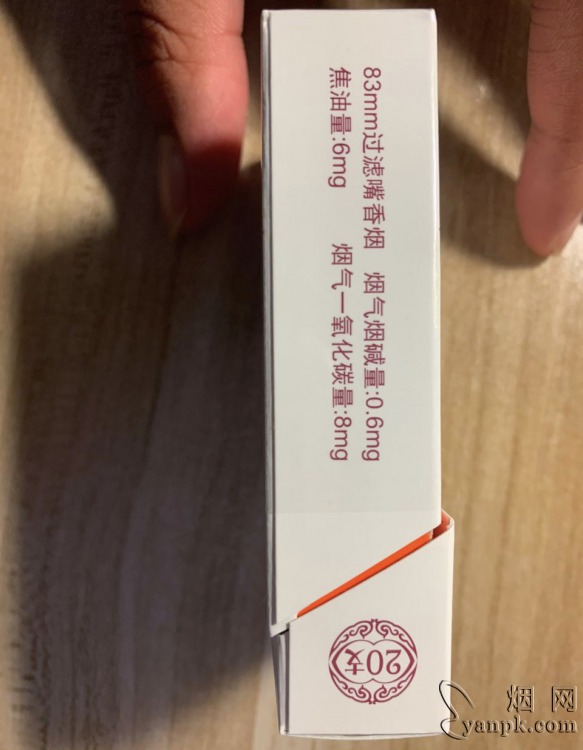 83mm过滤嘴香烟 烟气烟碱量:0.6mg
焦油量:6mg 烟气一氧化碳量:8mg
20支
烟网
yanpk.com